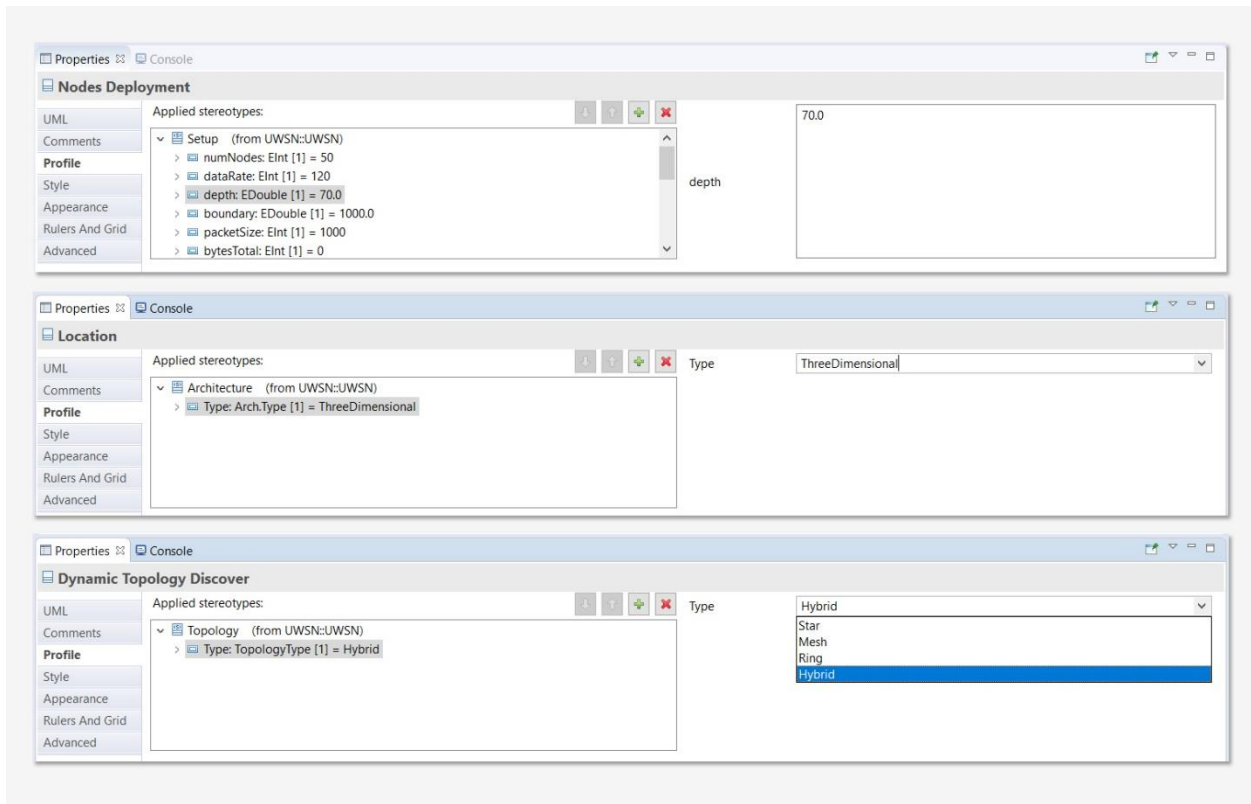 Properties Console
Nodes Deployment
Applied stereotypes:
UML
Comments
Profile
Style
Appearance
Rulers And Grid
Advanced
Setup (from UWSN::UWSN)
numNodes: EInt [1] = 50
dataRate: EInt [1] = 120
depth: EDouble [1] = 70.0
boundary: EDouble [1] = 1000.0
packetSize: EInt [1] = 1000
bytesTotal: EInt [1] = 0
depth
70.0
Properties Console
Location
Applied stereotypes:
UML
Comments
Profile
Style
Appearance
Rulers And Grid
Advanced
Architecture (from UWSN::UWSN)
Type: Arch.Type [1] = ThreeDimensional
Type
ThreeDimensional
Properties Console
Dynamic Topology Discover
Applied stereotypes:
UML
Comments
Profile
Style
Appearance
Rulers And Grid
Advanced
Topology (from UWSN::UWSN)
Type: TopologyType [1] = Hybrid
Type
Hybrid
Star
Mesh
Ring
Hybrid